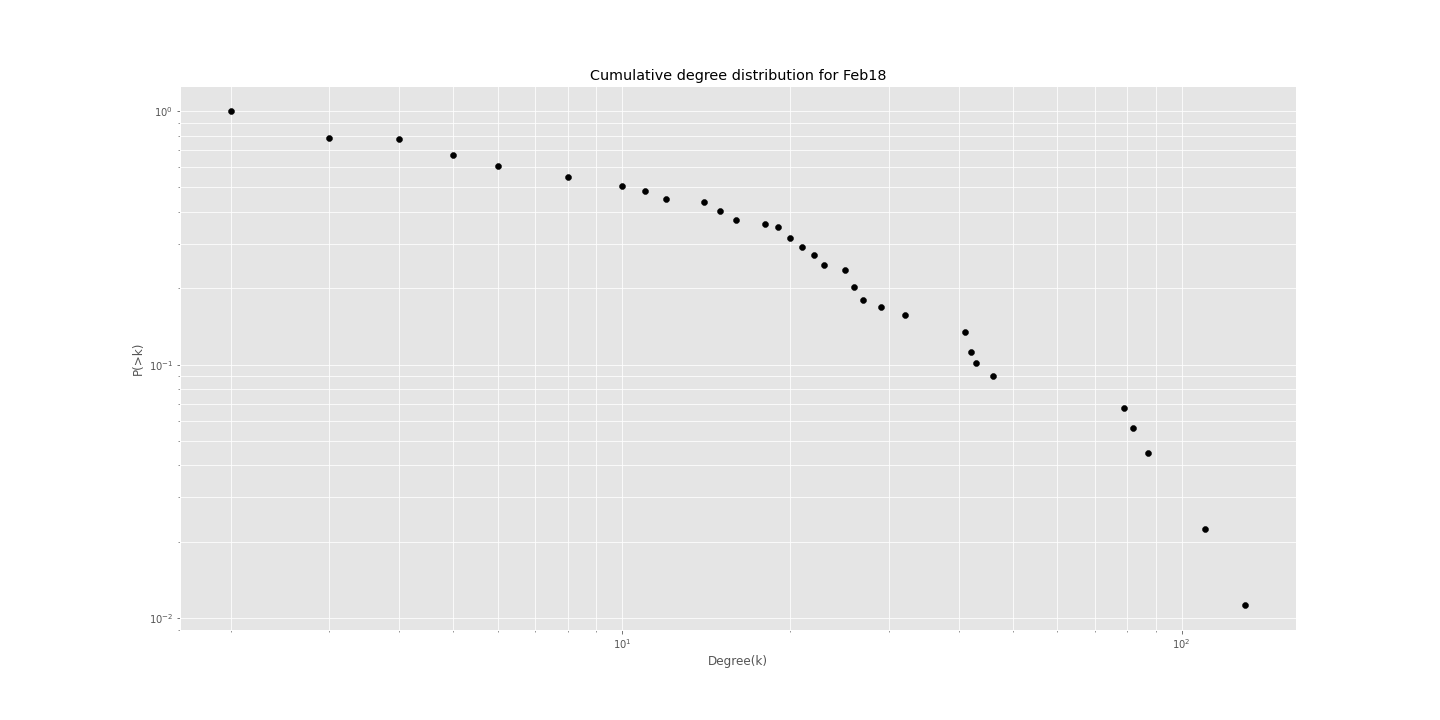 Cumulative degree distribution for Feb18
10⁰
10⁻¹
10⁻²
P(>k)
10¹
10²
Degree(k)